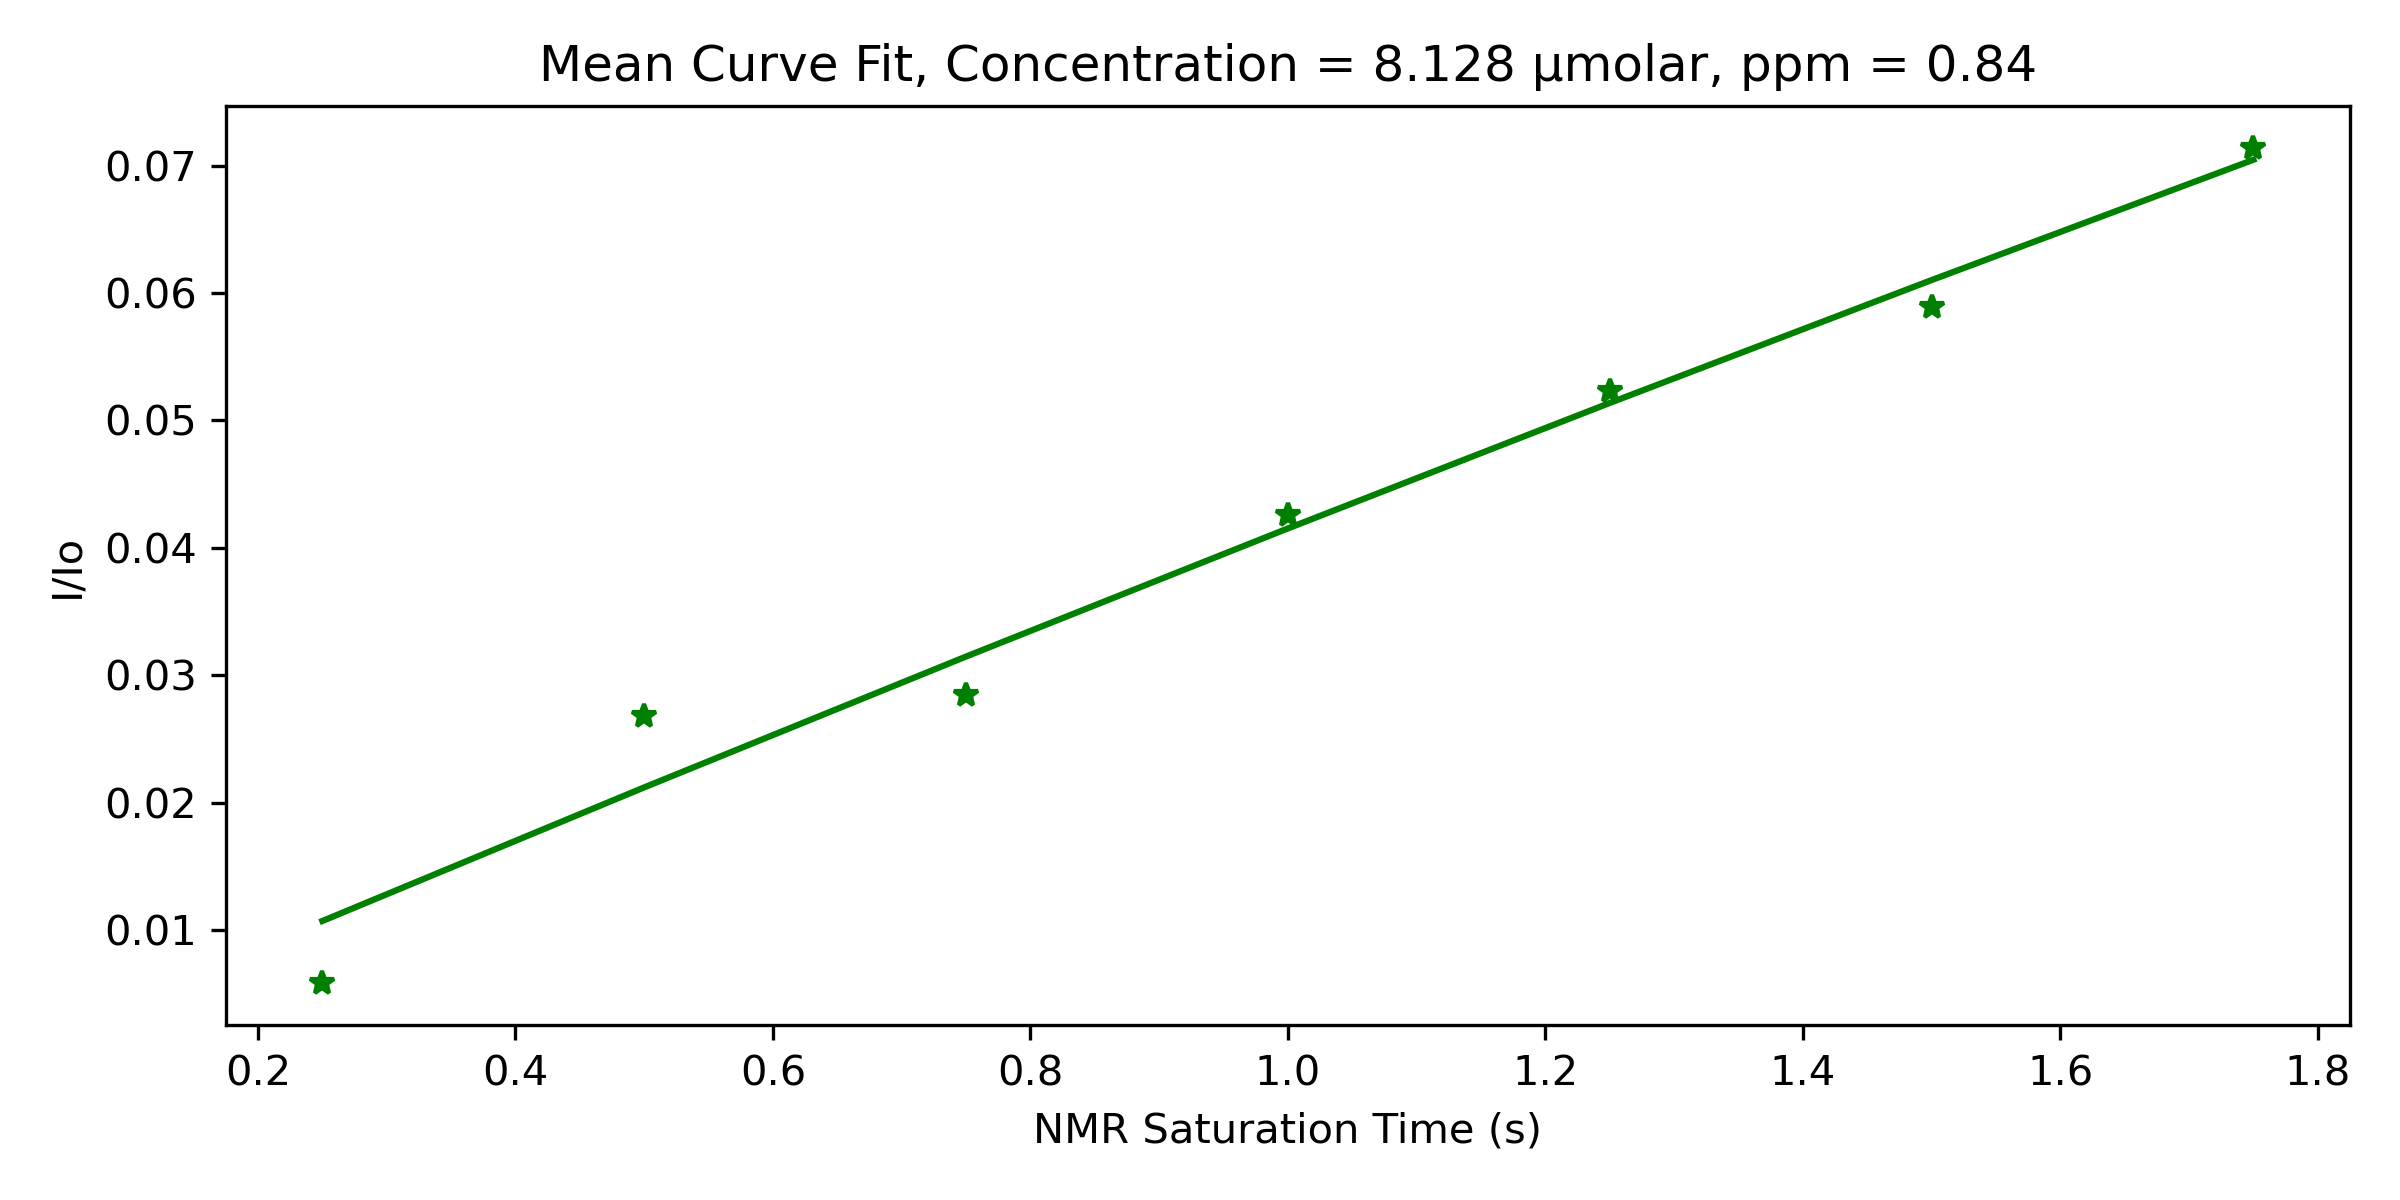 Mean Curve Fit, Concentration = 8.128 μmolar, ppm = 0.84
0.07
0.06
0.05
0.04
0.03
0.02
0.01
I/Io
0.2 0.4 0.6 0.8 1.0 1.2 1.4 1.6 1.8
NMR Saturation Time (s)